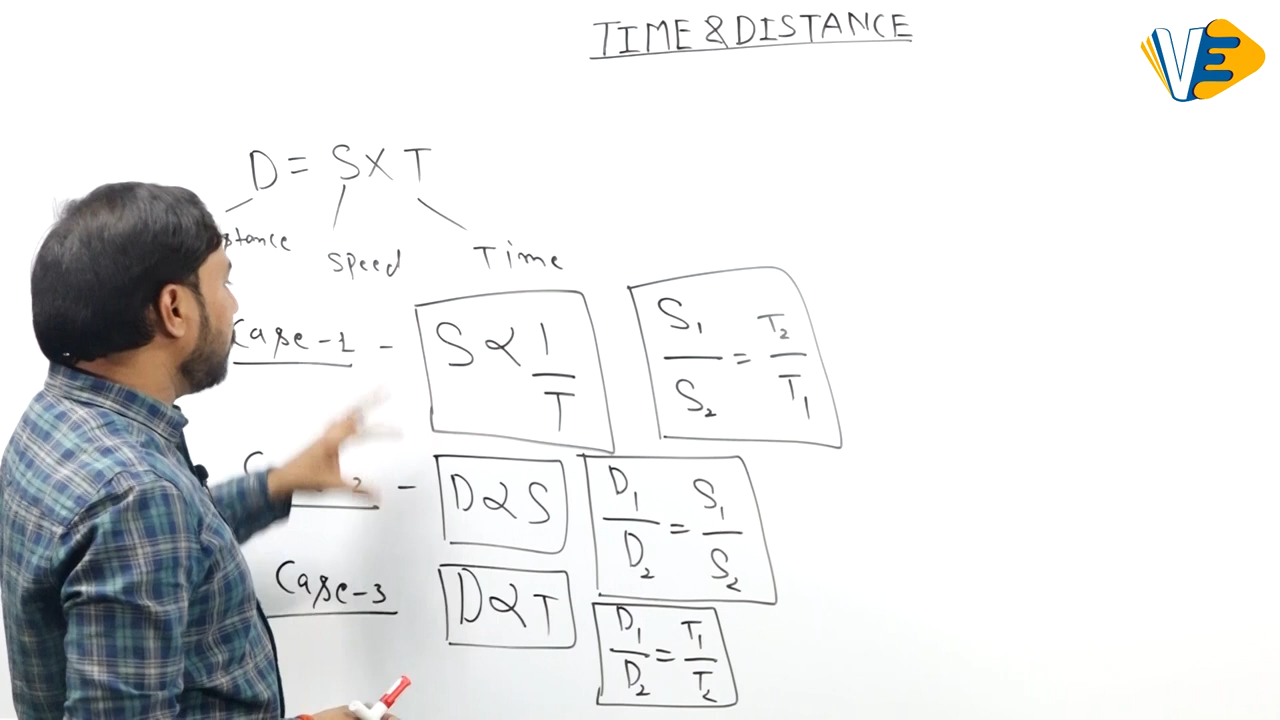 TIME & DISTANCE
VE
D = S X T
Speed
Time
Case-1 - S ∝ 1/T
S₁/S₂ = T₂/T₁
- D ∝ S
D₁/D₂ = S₁/S₂
Case-3
D ∝ T
D₁/D₂ = T₁/T₂